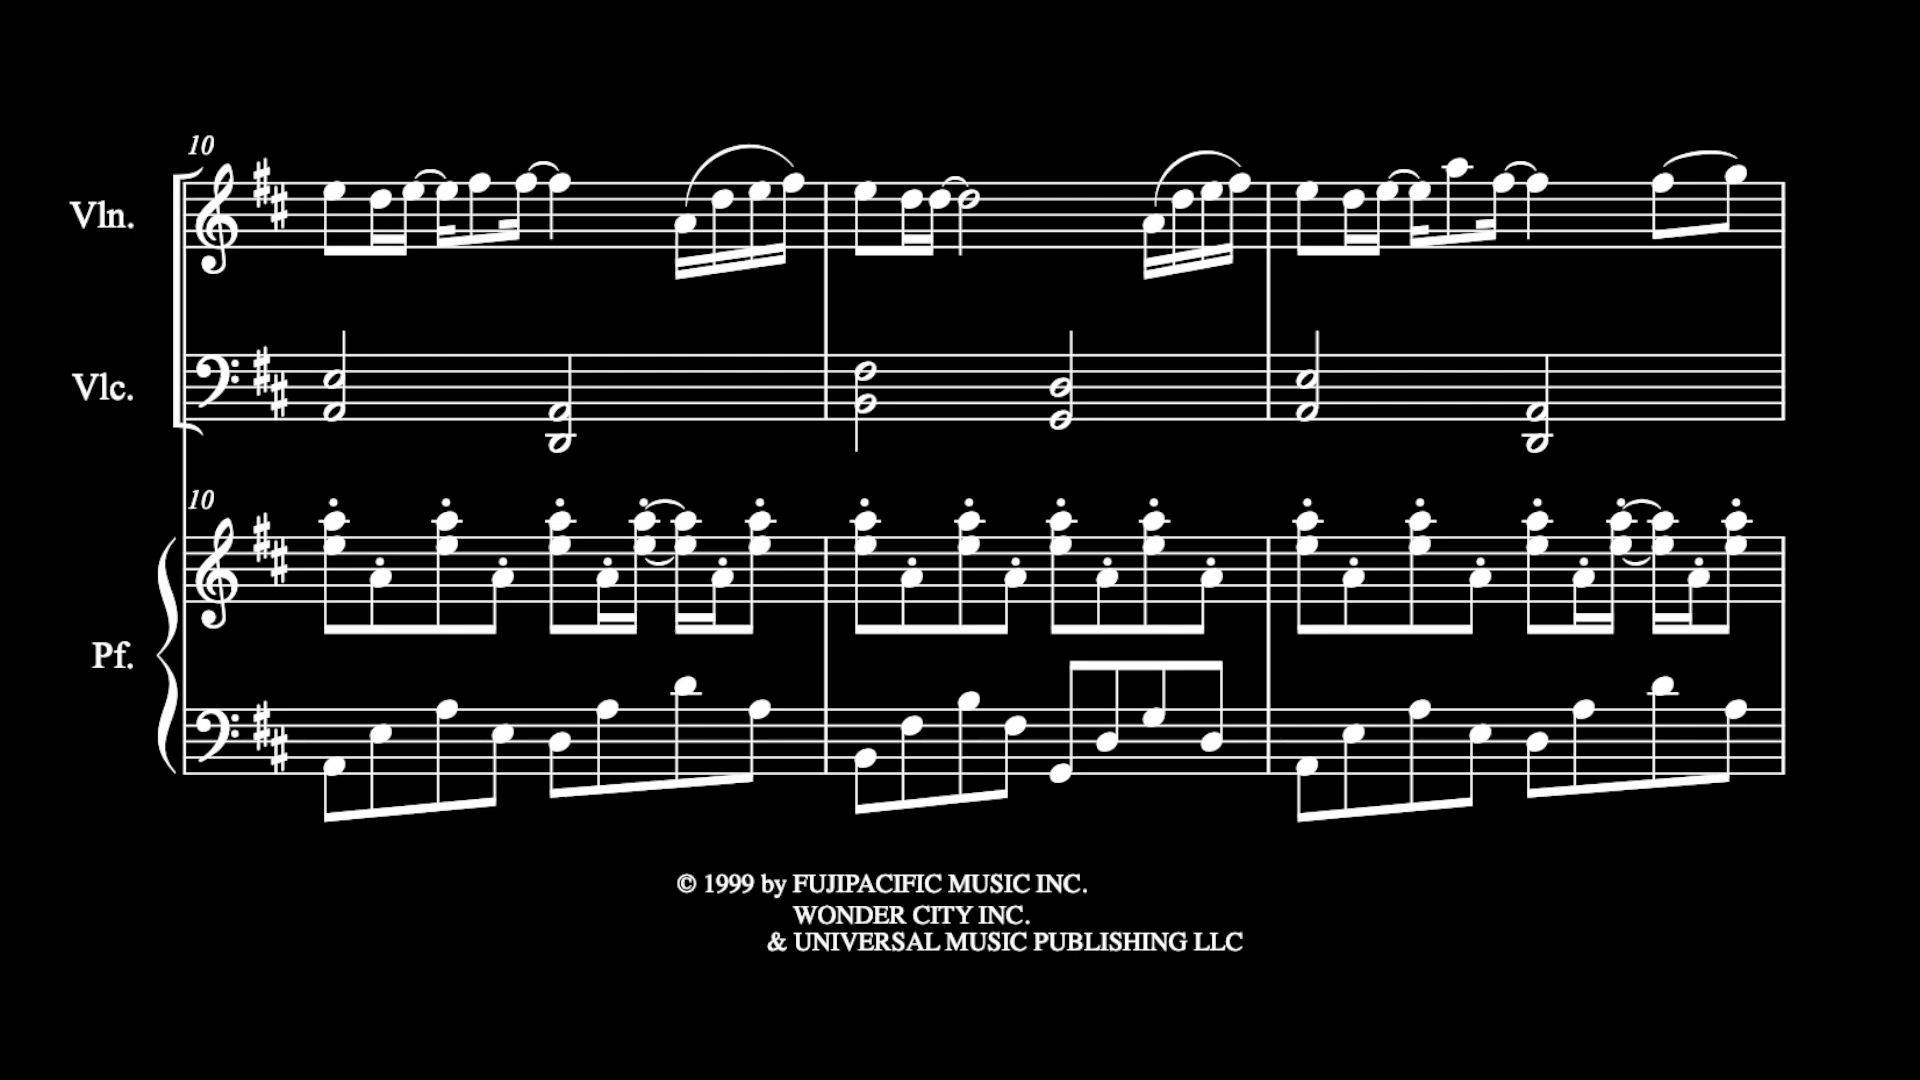 10
Vln.
Vlc.
10
Pf.
© 1999 by FUJIPACIFIC MUSIC INC.
WONDER CITY INC.
& UNIVERSAL MUSIC PUBLISHING LLC